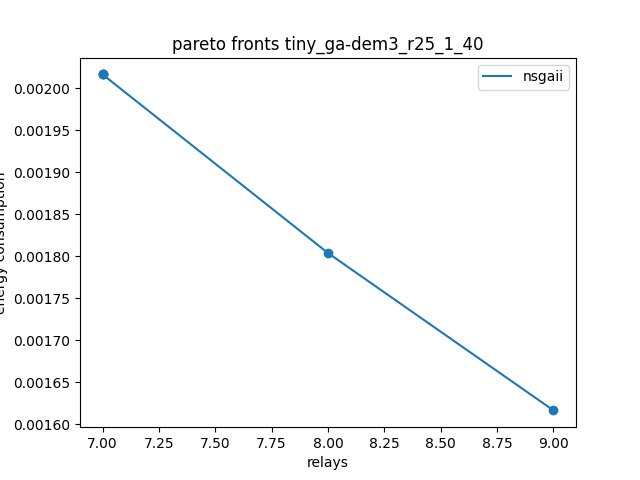 pareto fronts tiny_ga-dem3_r25_1_40
nsgaii
energy consumption
0.00200
0.00195
0.00190
0.00185
0.00180
0.00175
0.00170
0.00165
0.00160
7.00 7.25 7.50 7.75 8.00 8.25 8.50 8.75 9.00
relays